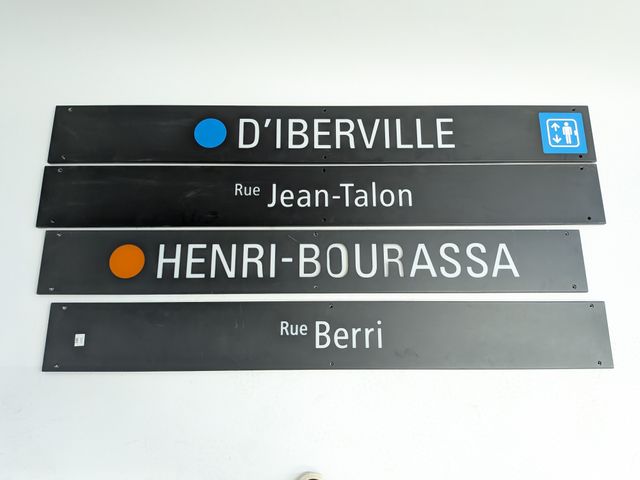 D'IBERVILLE
Rue Jean-Talon
HENRI-BOURASSA
Rue Berri